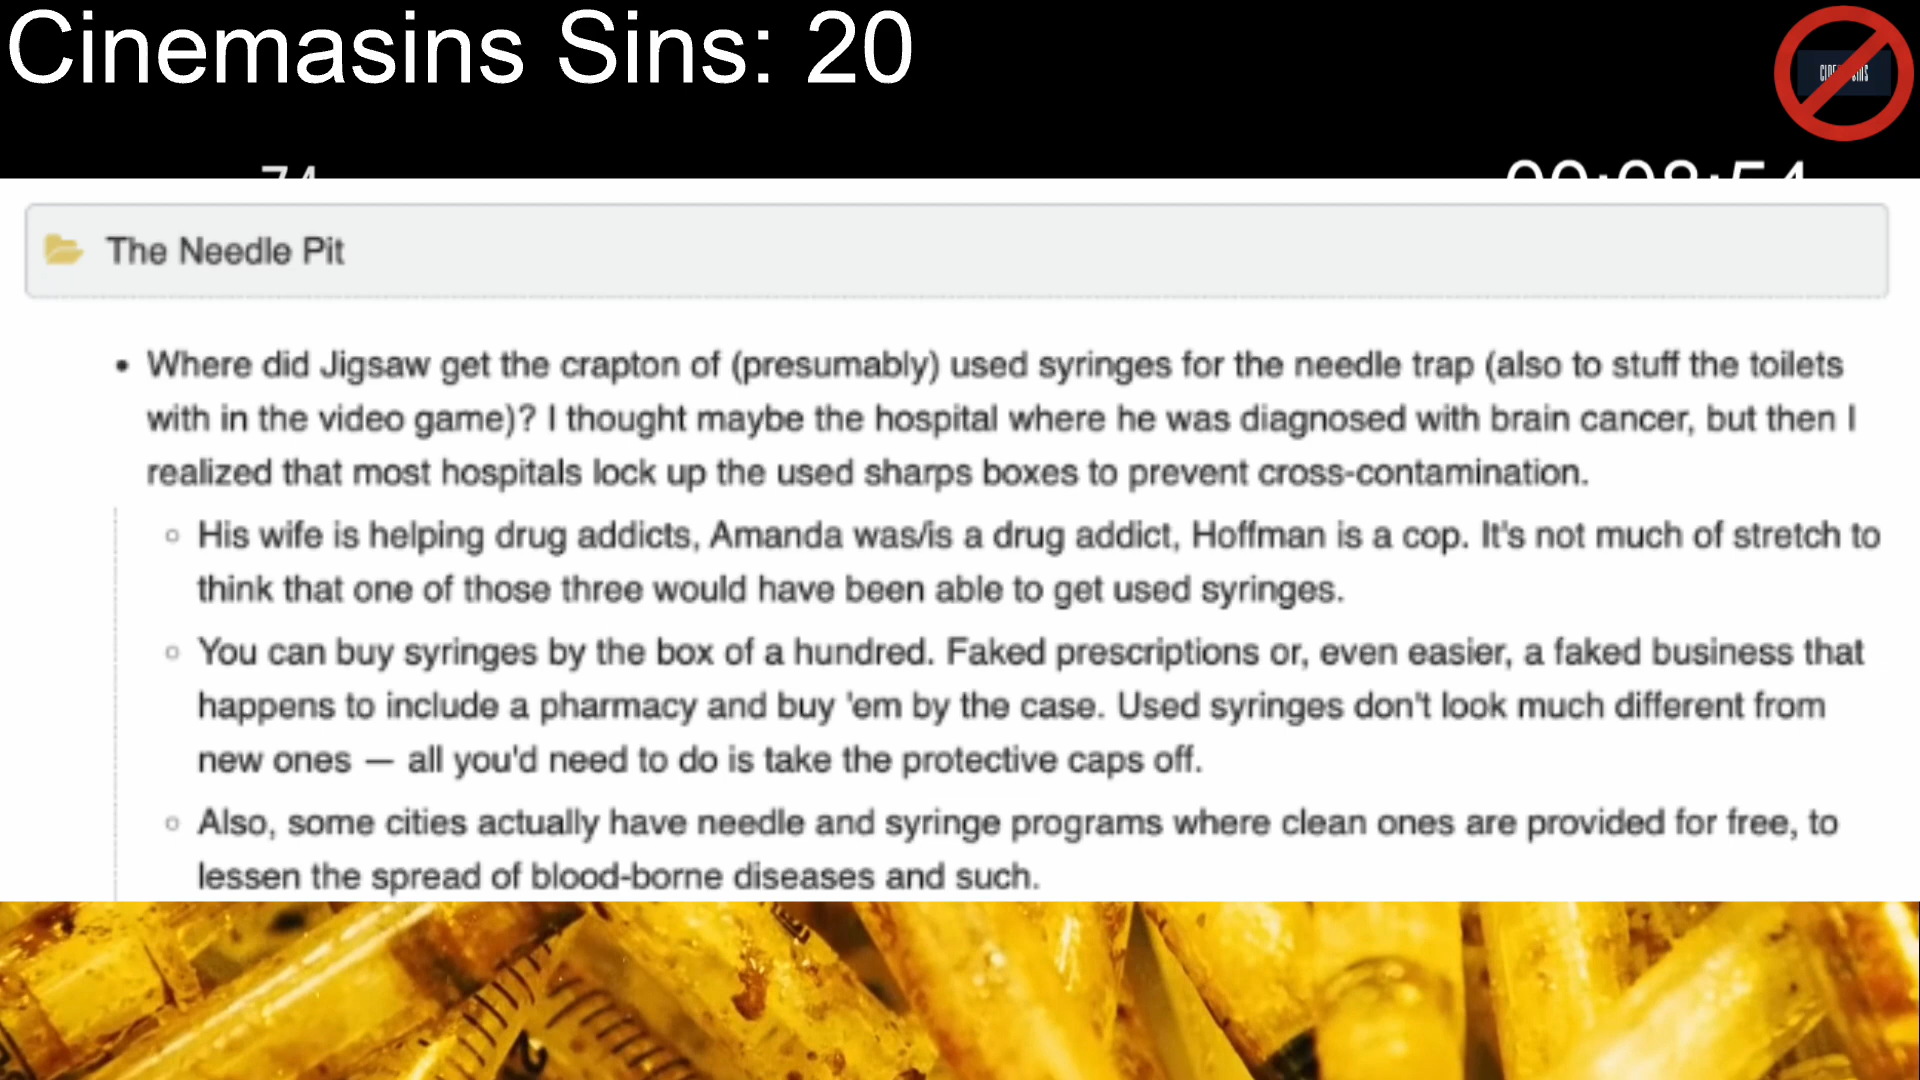 Cinemasins Sins: 20
74
00:08:54
The Needle Pit
• Where did Jigsaw get the crapton of (presumably) used syringes for the needle trap (also to stuff the toilets
with in the video game)? I thought maybe the hospital where he was diagnosed with brain cancer, but then I
realized that most hospitals lock up the used sharps boxes to prevent cross-contamination.
◦ His wife is helping drug addicts, Amanda was/is a drug addict, Hoffman is a cop. It's not much of stretch to
think that one of those three would have been able to get used syringes.
◦ You can buy syringes by the box of a hundred. Faked prescriptions or, even easier, a faked business that
happens to include a pharmacy and buy 'em by the case. Used syringes don't look much different from
new ones — all you'd need to do is take the protective caps off.
◦ Also, some cities actually have needle and syringe programs where clean ones are provided for free, to
lessen the spread of blood-borne diseases and such.